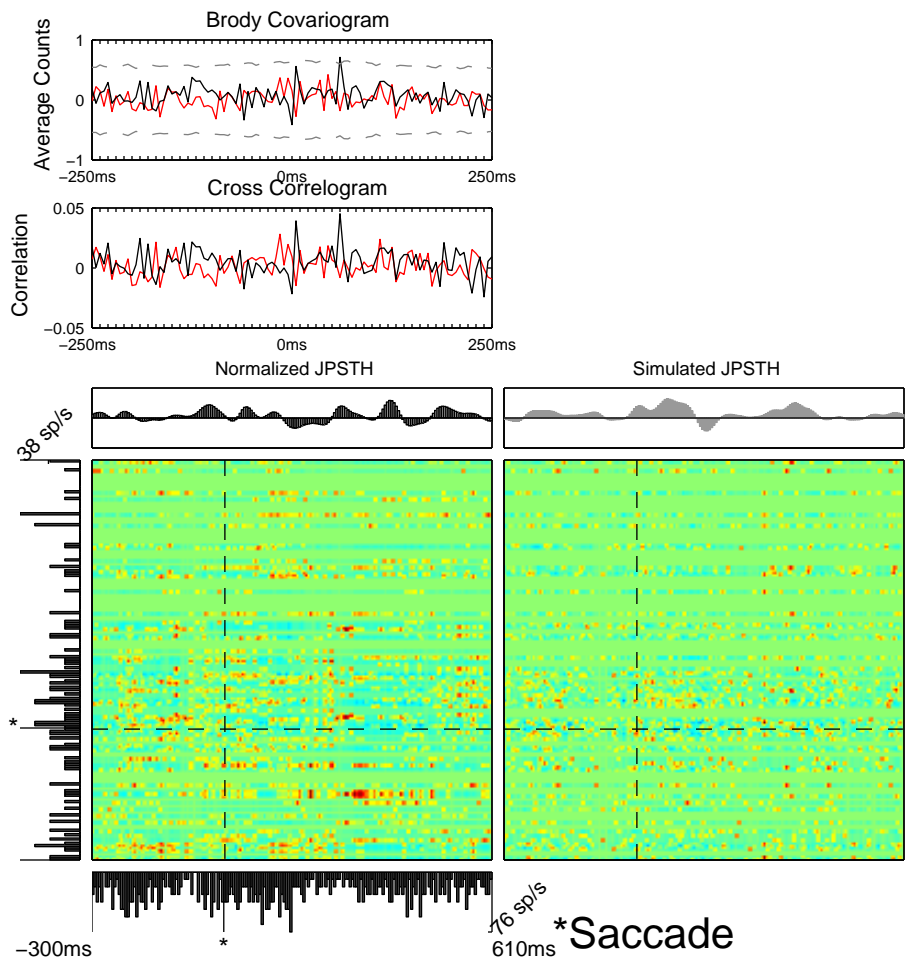 Brody Covariogram
Average Counts
1
0
−1
−250ms
0ms
250ms
Cross Correlogram
Correlation
0.05
0
−0.05
−250ms
0ms
250ms
Normalized JPSTH
Simulated JPSTH
38 sp/s
*
76 sp/s
*
−300ms
610ms
*Saccade